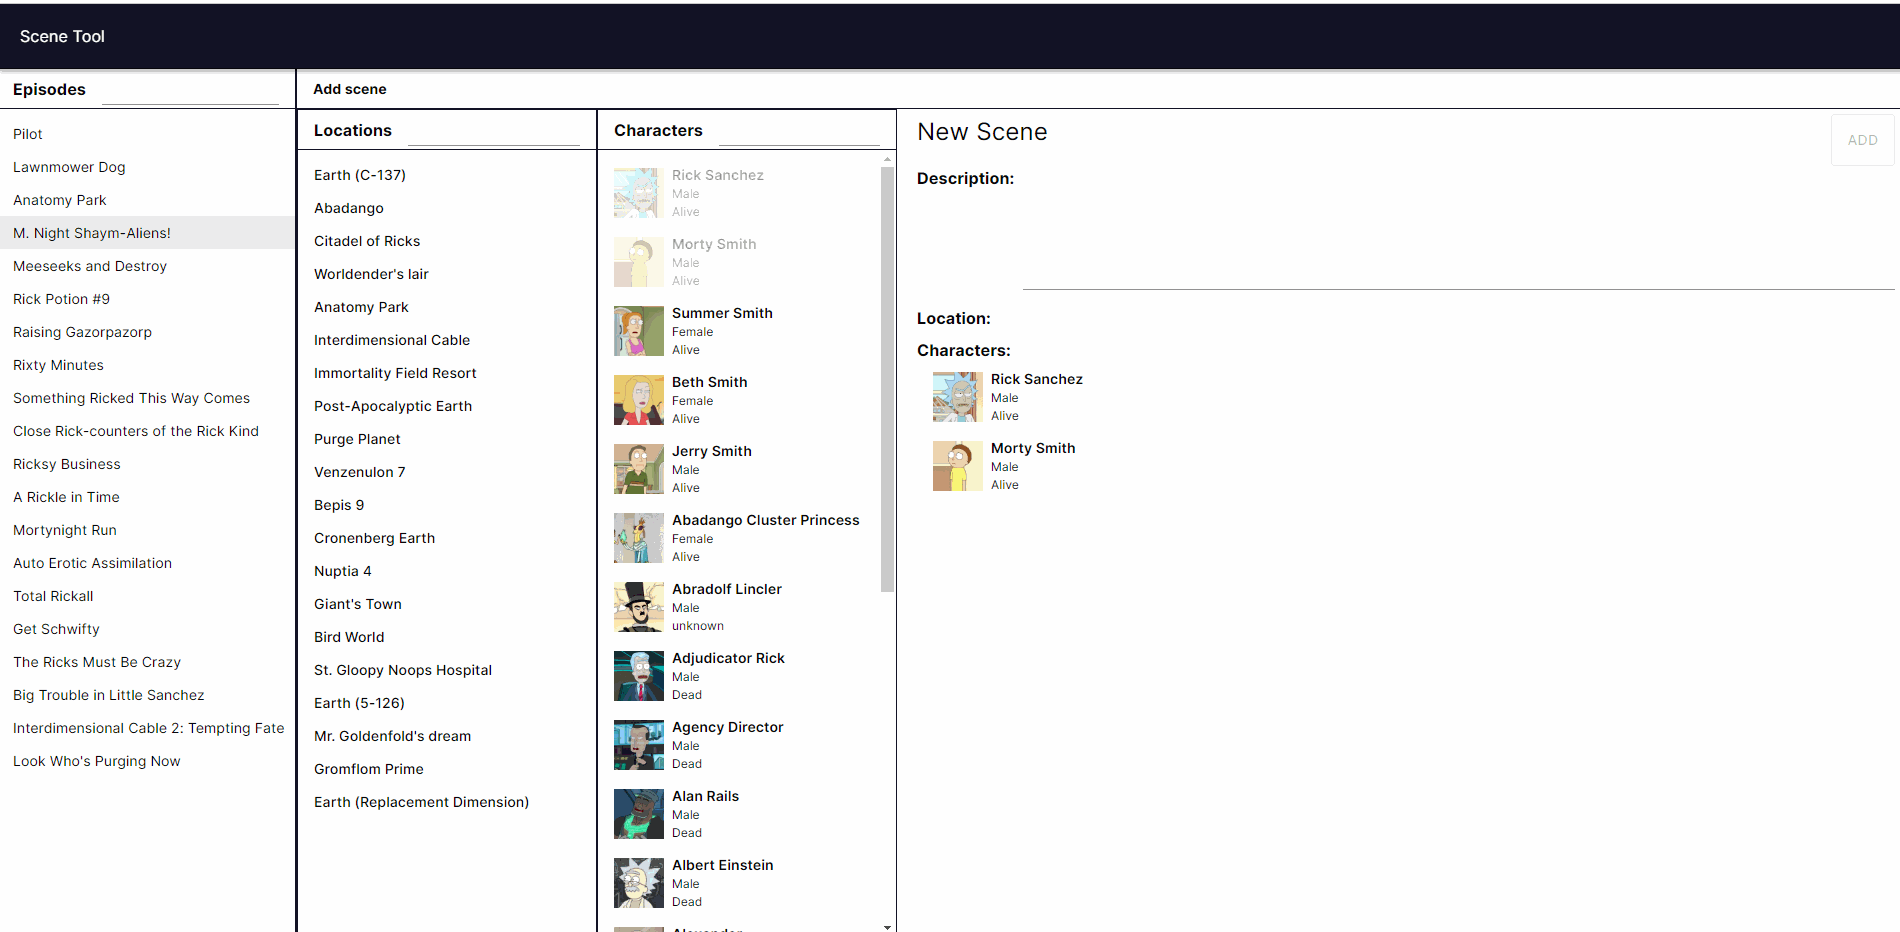 Scene Tool
Episodes
Pilot
Lawnmower Dog
Anatomy Park
M. Night Shaym-Aliens!
Meeseeks and Destroy
Rick Potion #9
Raising Gazorpazorp
Rixty Minutes
Something Ricked This Way Comes
Close Rick-counters of the Rick Kind
Ricksy Business
A Rickle in Time
Mortynight Run
Auto Erotic Assimilation
Total Rickall
Get Schwifty
The Ricks Must Be Crazy
Big Trouble in Little Sanchez
Interdimensional Cable 2: Tempting Fate
Look Who's Purging Now
Add scene
Locations
Earth (C-137)
Abadango
Citadel of Ricks
Worldender's lair
Anatomy Park
Interdimensional Cable
Immortality Field Resort
Post-Apocalyptic Earth
Purge Planet
Venzenulon 7
Bepis 9
Cronenberg Earth
Nuptia 4
Giant's Town
Bird World
St. Gloopy Noops Hospital
Earth (5-126)
Mr. Goldenfold's dream
Gromflom Prime
Earth (Replacement Dimension)
Characters
Rick Sanchez
Male
Alive
Morty Smith
Male
Alive
Summer Smith
Female
Alive
Beth Smith
Female
Alive
Jerry Smith
Male
Alive
Abadango Cluster Princess
Female
Alive
Abradolf Lincler
Male
unknown
Adjudicator Rick
Male
Dead
Agency Director
Male
Dead
Alan Rails
Male
Dead
Albert Einstein
Male
Dead
New Scene
ADD
Description:
Location:
Characters:
Rick Sanchez
Male
Alive
Morty Smith
Male
Alive